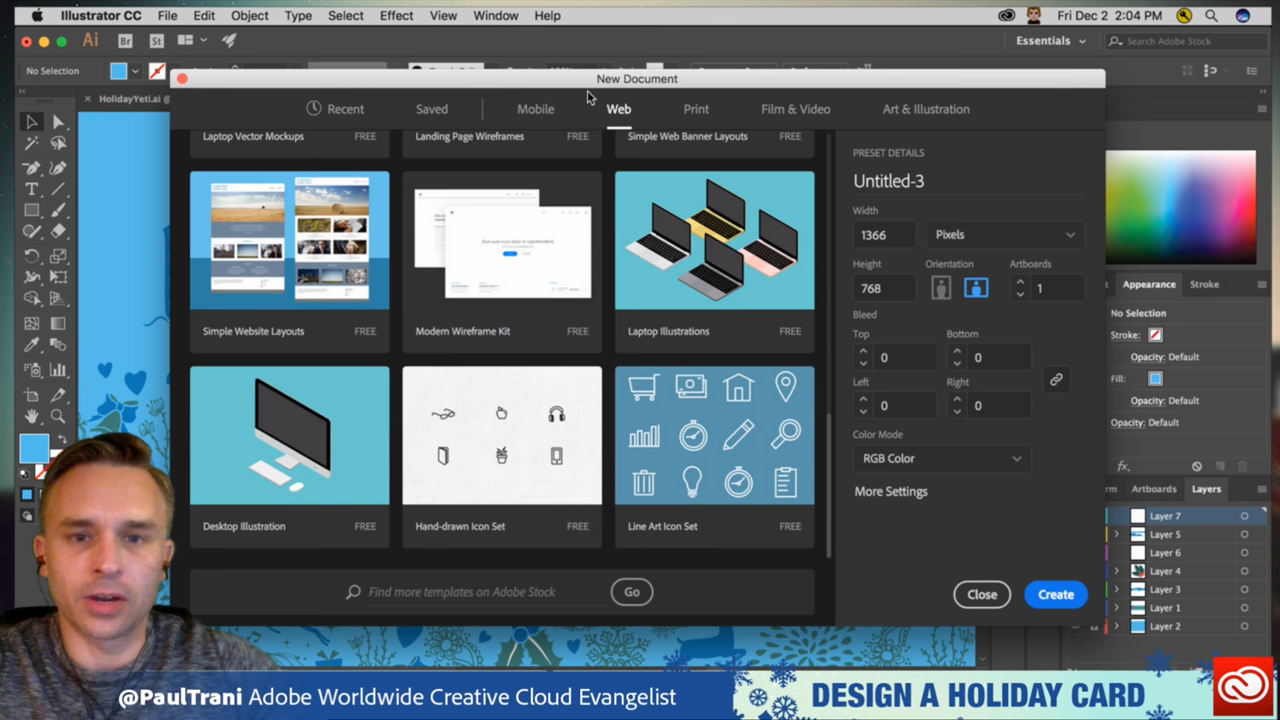 Illustrator CC File Edit Object Type Select Effect View Window Help Fri Dec 2 2:04 PM
Ai Br St Essentials Search Adobe Stock
No Selection
New Document
HolidayYeti.ai @
Recent Saved Mobile Web Print Film & Video Art & Illustration
Laptop Vector Mockups FREE Landing Page Wireframes FREE Simple Web Banner Layouts FREE
PRESET DETAILS
Untitled-3
Width
1366 Pixels
Height Orientation Artboards
768 1
Bleed
Top Bottom
0 0
Left Right
0 0
Color Mode
RGB Color
More Settings
Simple Website Layouts FREE Modern Wireframe Kit FREE Laptop Illustrations FREE
Desktop Illustration FREE Hand-drawn Icon Set FREE Line Art Icon Set FREE
Find more templates on Adobe Stock Go
Close Create
Appearance Stroke
No Selection
Stroke:
Opacity: Default
Fill:
Opacity: Default
Opacity: Default
fx.
rm Artboards Layers
Layer 7
Layer 5
Layer 6
Layer 4
Layer 3
Layer 1
Layer 2
@PaulTrani Adobe Worldwide Creative Cloud Evangelist
DESIGN A HOLIDAY CARD